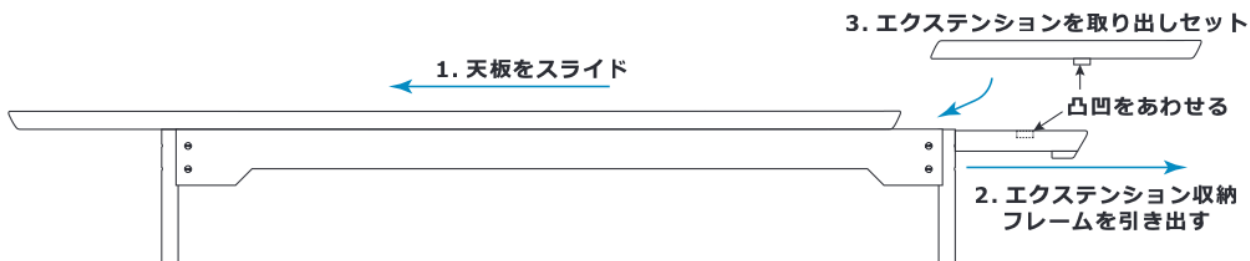 3. エクステンションを取り出しセット
1. 天板をスライド
凸凹をあわせる
2. エクステンション収納
フレームを引き出す